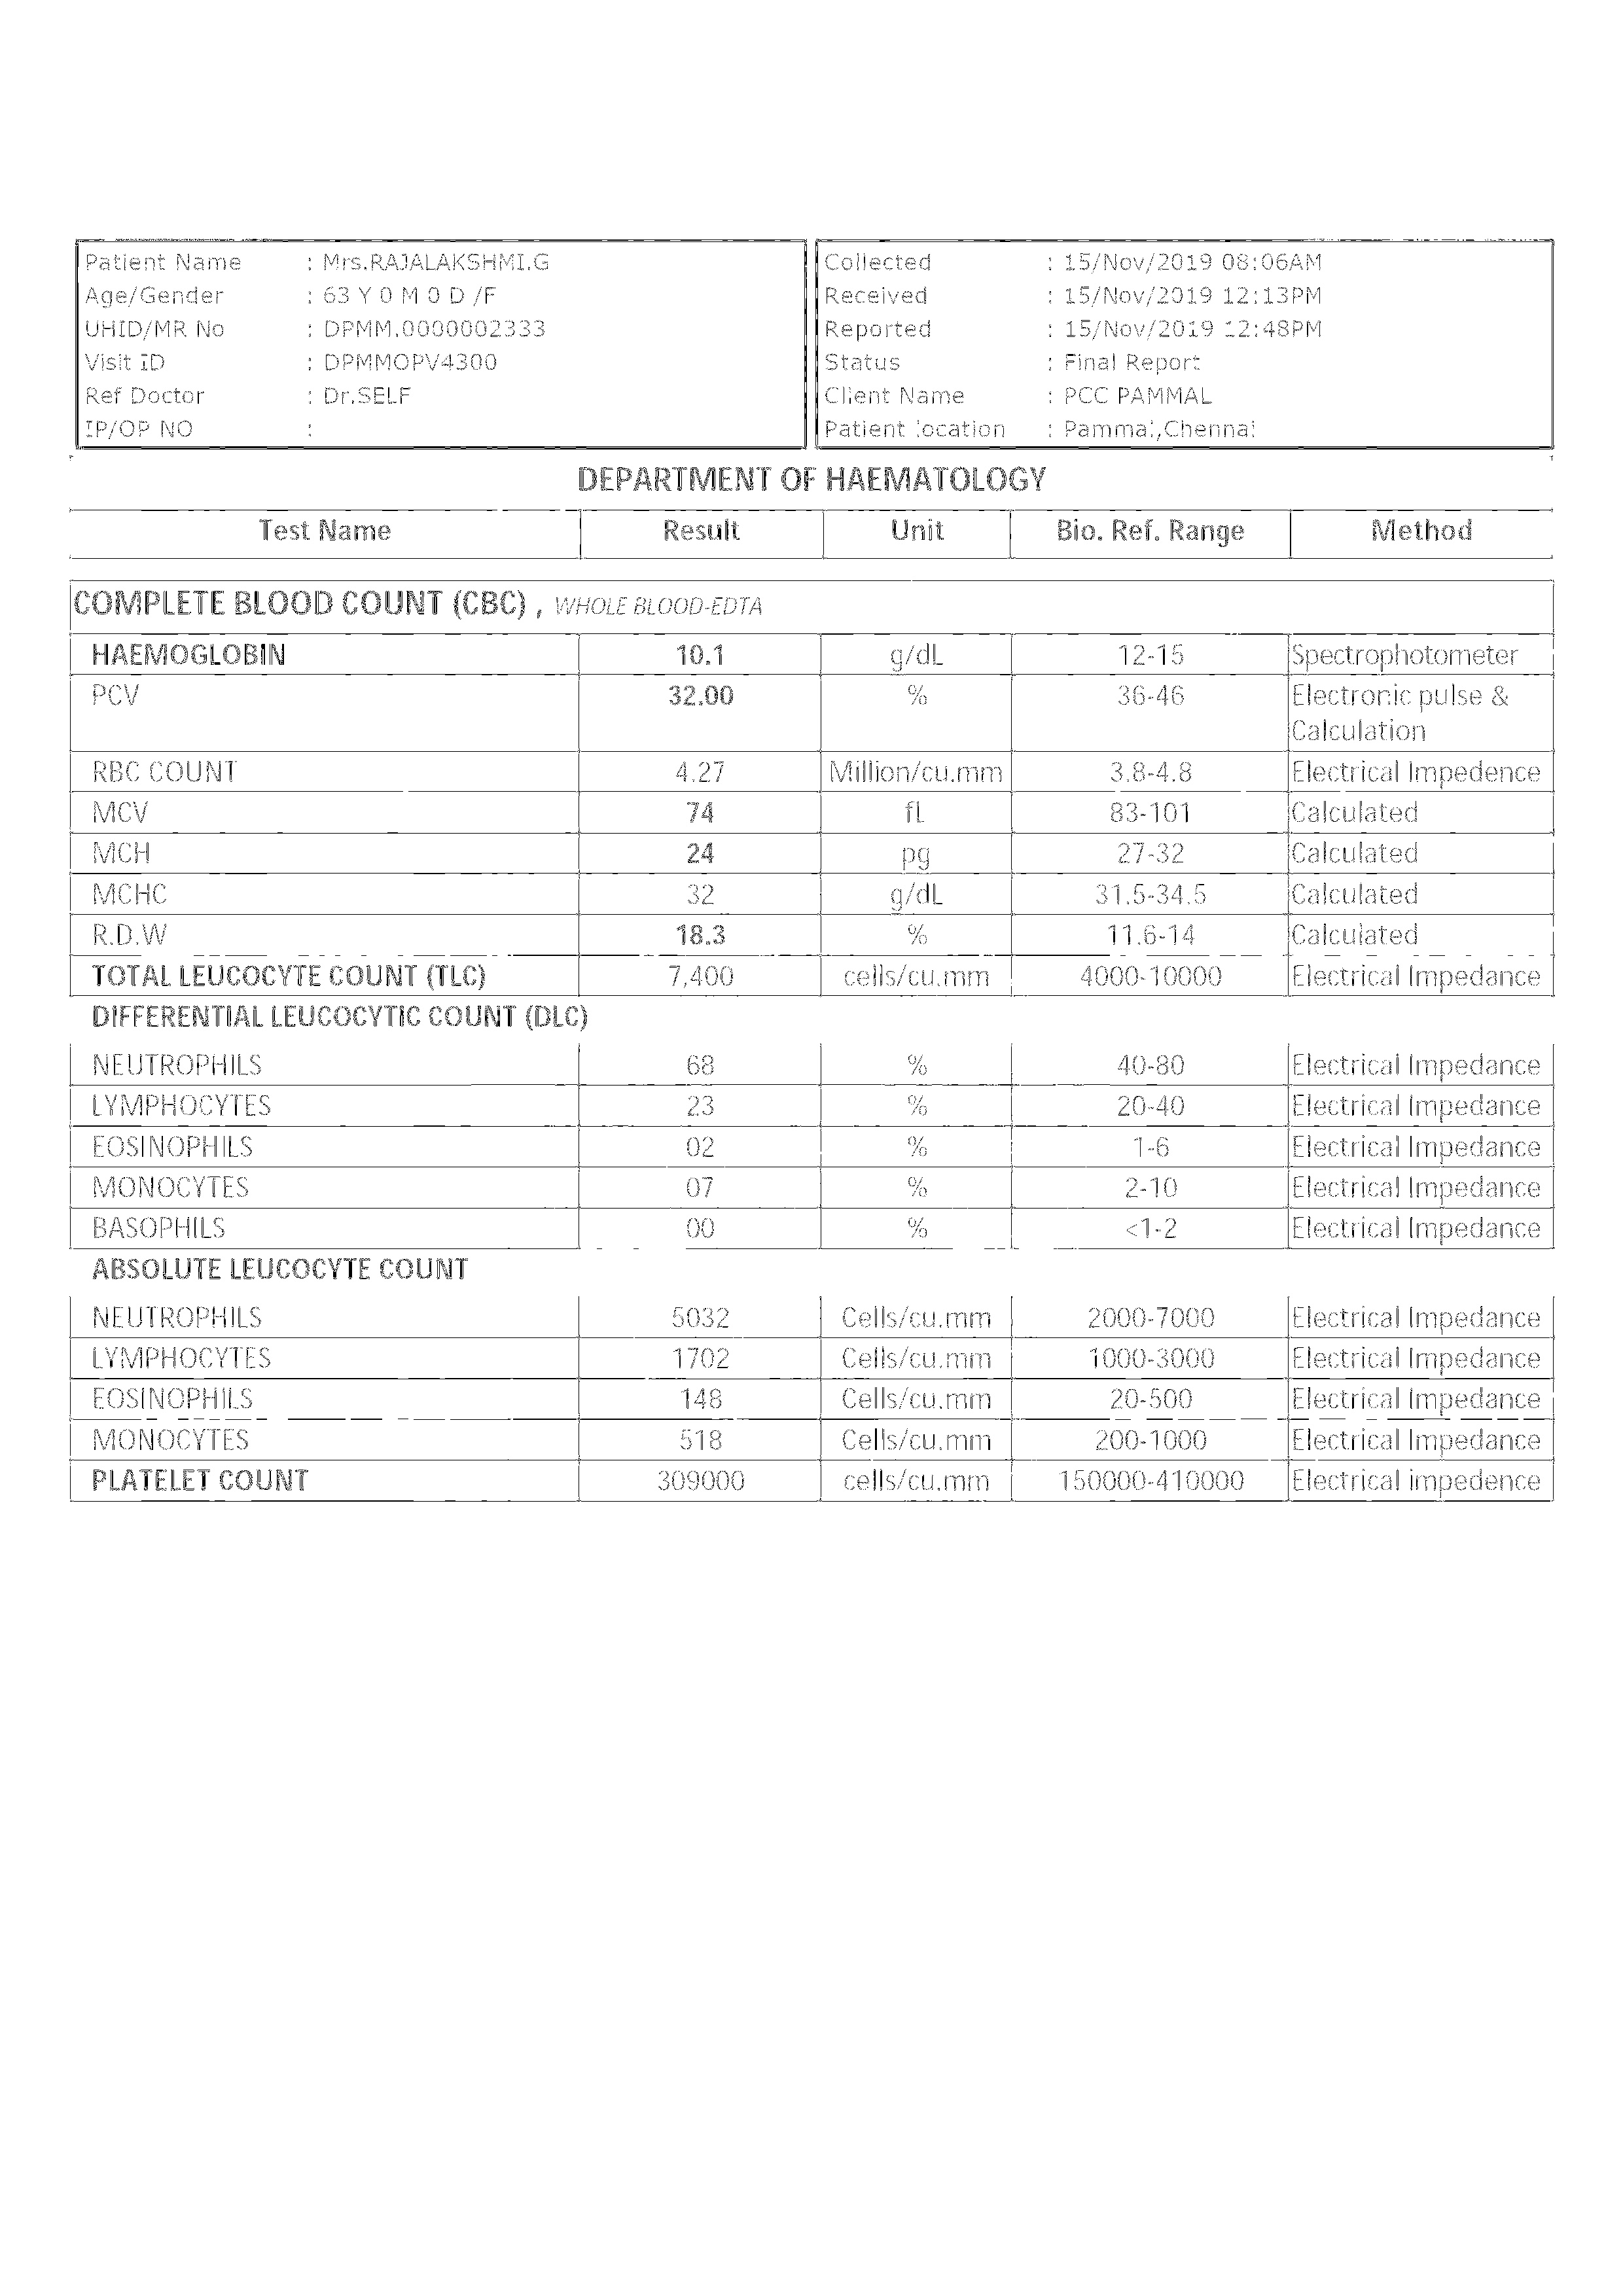 Patient Name : Mrs.RAJALAKSHMI.G
Age/Gender : 63 Y 0 M 0 D /F
UHID/MR No : DPMM.0000002333
Visit ID : DPMMOPV4300
Ref Doctor : Dr.SELF
IP/OP NO :
Collected : 15/Nov/2019 08:06AM
Received : 15/Nov/2019 12:13PM
Reported : 15/Nov/2019 12:48PM
Status : Final Report
Client Name : PCC PAMMAL
Patient location : Pammal,Chennai
DEPARTMENT OF HAEMATOLOGY
Test Name Result Unit Bio. Ref. Range Method
COMPLETE BLOOD COUNT (CBC) , WHOLE BLOOD-EDTA
HAEMOGLOBIN 10.1 g/dL 12-15 Spectrophotometer
PCV 32.00 % 36-46 Electronic pulse &
Calculation
RBC COUNT 4.27 Million/cu.mm 3.8-4.8 Electrical Impedence
MCV 74 fL 83-101 Calculated
MCH 24 pg 27-32 Calculated
MCHC 32 g/dL 31.5-34.5 Calculated
R.D.W 18.3 % 11.6-14 Calculated
TOTAL LEUCOCYTE COUNT (TLC) 7,400 cells/cu.mm 4000-10000 Electrical Impedance
DIFFERENTIAL LEUCOCYTIC COUNT (DLC)
NEUTROPHILS 68 % 40-80 Electrical Impedance
LYMPHOCYTES 23 % 20-40 Electrical Impedance
EOSINOPHILS 02 % 1-6 Electrical Impedance
MONOCYTES 07 % 2-10 Electrical Impedance
BASOPHILS 00 % <1-2 Electrical Impedance
ABSOLUTE LEUCOCYTE COUNT
NEUTROPHILS 5032 Cells/cu.mm 2000-7000 Electrical Impedance
LYMPHOCYTES 1702 Cells/cu.mm 1000-3000 Electrical Impedance
EOSINOPHILS 148 Cells/cu.mm 20-500 Electrical Impedance
MONOCYTES 518 Cells/cu.mm 200-1000 Electrical Impedance
PLATELET COUNT 309000 cells/cu.mm 150000-410000 Electrical impedence